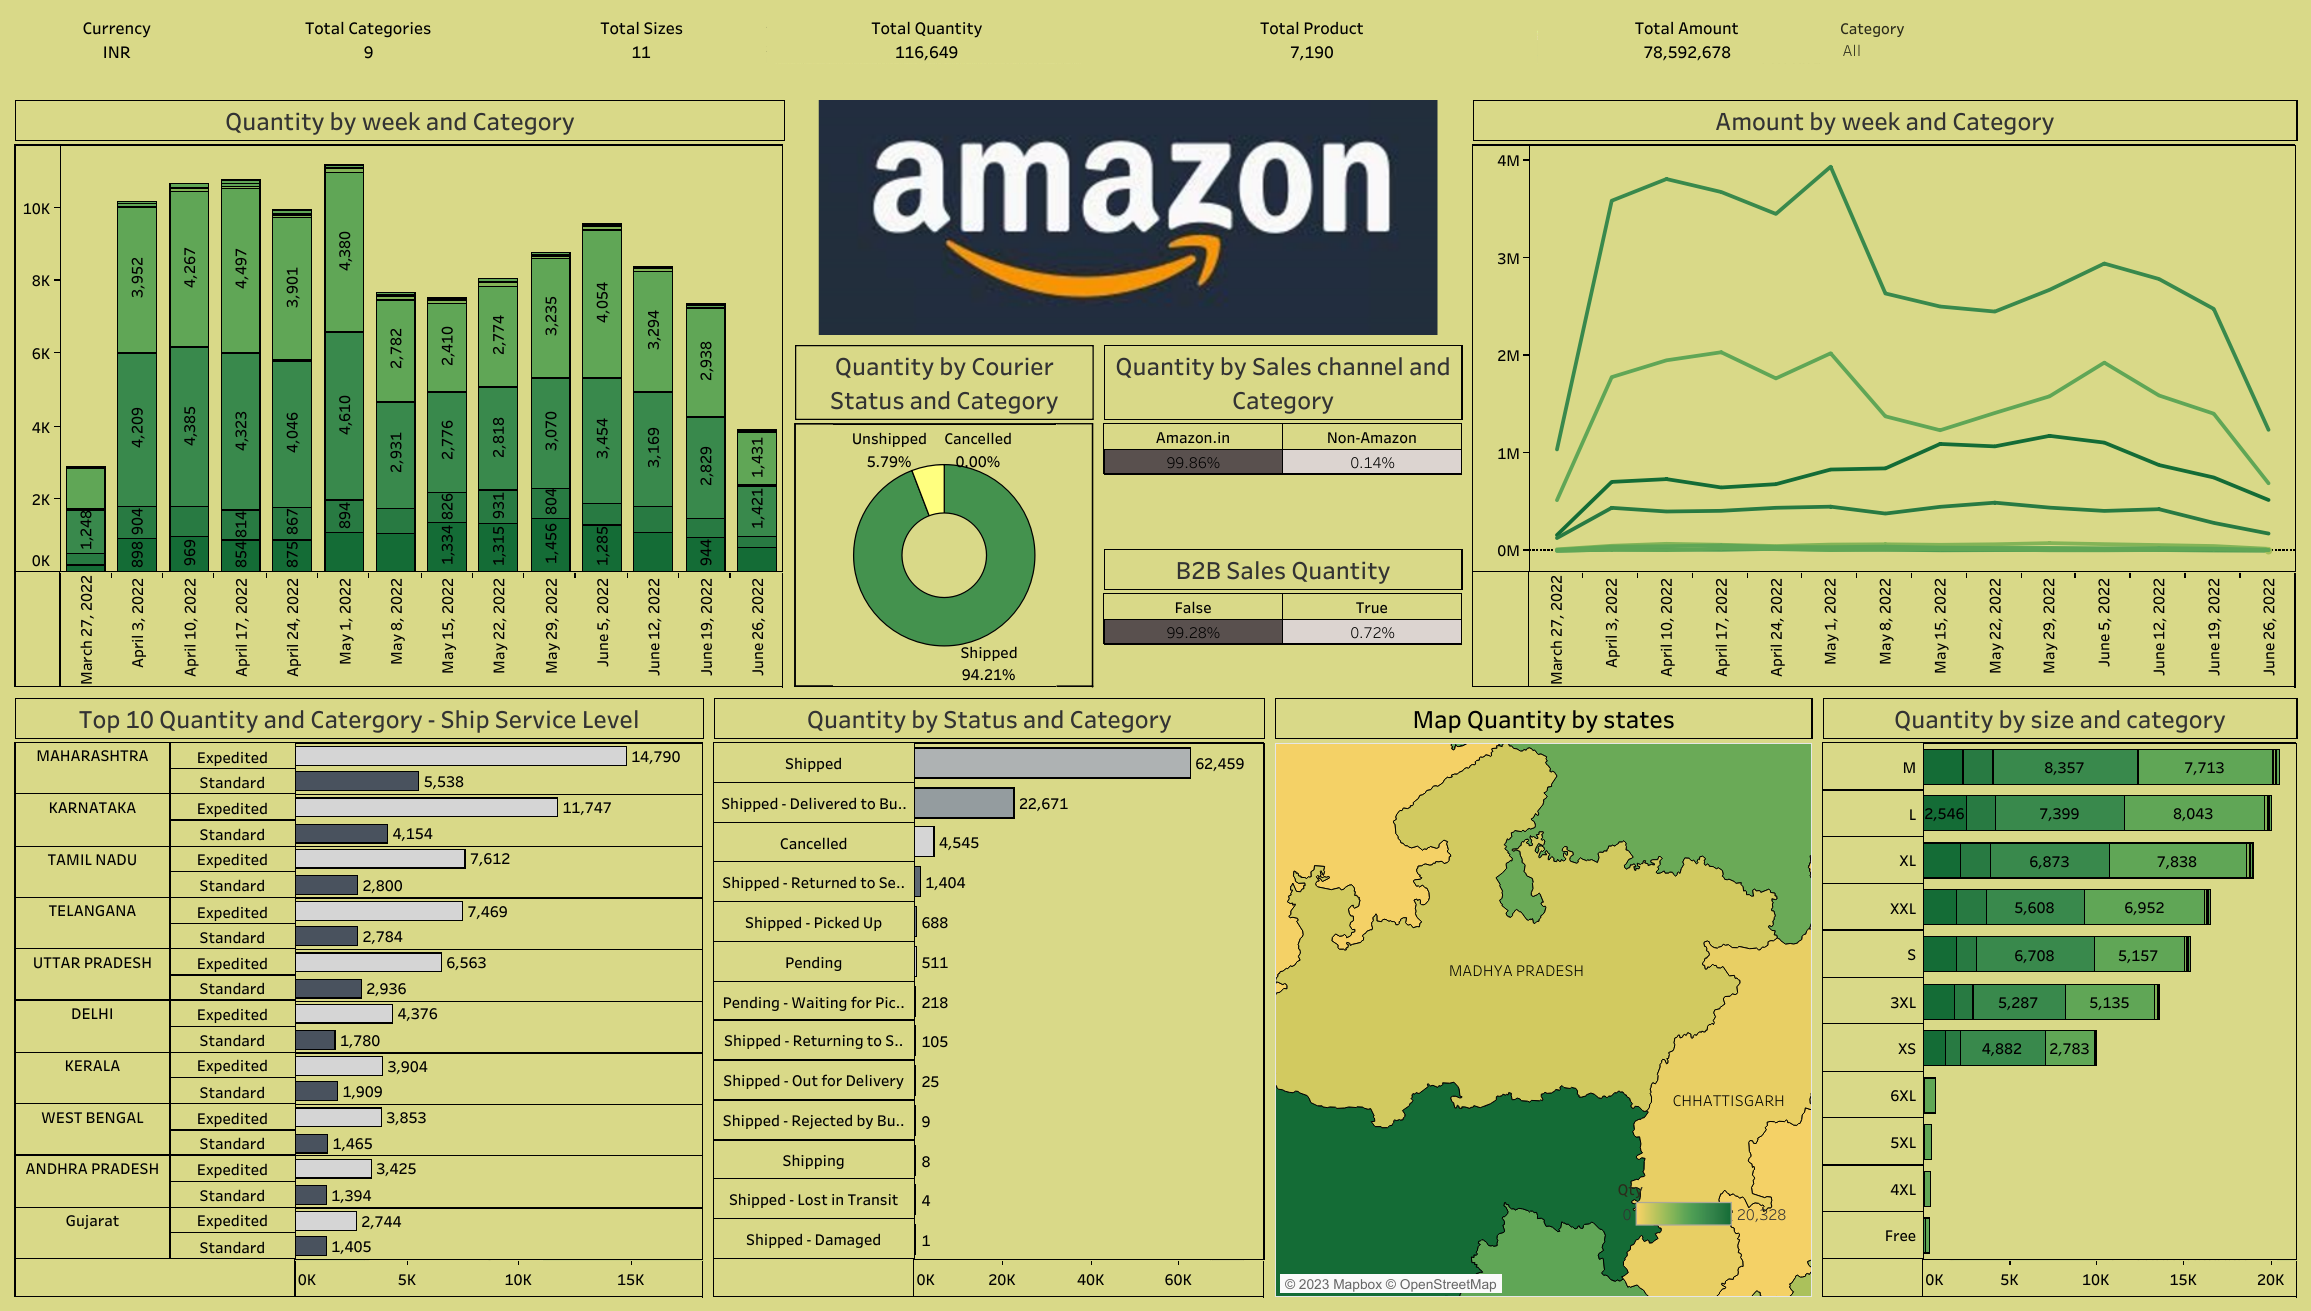 Currency
INR
Total Categories
9
Total Sizes
11
Total Quantity
116,649
Total Product
7,190
Total Amount
78,592,678
Category
All
Quantity by week and Category
10K
8K
6K
4K
2K
0K
1,248
3,952
4,209
904
898
4,267
4,385
969
4,497
4,323
814
854
3,901
4,046
867
875
4,380
4,610
894
2,782
2,931
2,410
2,776
826
1,334
2,774
2,818
931
1,315
3,235
3,070
804
1,456
4,054
3,454
1,285
3,294
3,169
2,938
2,829
944
1,431
1,421
March 27, 2022
April 3, 2022
April 10, 2022
April 17, 2022
April 24, 2022
May 1, 2022
May 8, 2022
May 15, 2022
May 22, 2022
May 29, 2022
June 5, 2022
June 12, 2022
June 19, 2022
June 26, 2022
amazon
Quantity by Courier
Status and Category
Unshipped
5.79%
Cancelled
0.00%
Shipped
94.21%
Quantity by Sales channel and
Category
Amazon.in Non-Amazon
99.86% 0.14%
B2B Sales Quantity
False True
99.28% 0.72%
Amount by week and Category
4M
3M
2M
1M
0M
March 27, 2022
April 3, 2022
April 10, 2022
April 17, 2022
April 24, 2022
May 1, 2022
May 8, 2022
May 15, 2022
May 22, 2022
May 29, 2022
June 5, 2022
June 12, 2022
June 19, 2022
June 26, 2022
Top 10 Quantity and Catergory - Ship Service Level
MAHARASHTRA Expedited 14,790
Standard 5,538
KARNATAKA Expedited 11,747
Standard 4,154
TAMIL NADU Expedited 7,612
Standard 2,800
TELANGANA Expedited 7,469
Standard 2,784
UTTAR PRADESH Expedited 6,563
Standard 2,936
DELHI Expedited 4,376
Standard 1,780
KERALA Expedited 3,904
Standard 1,909
WEST BENGAL Expedited 3,853
Standard 1,465
ANDHRA PRADESH Expedited 3,425
Standard 1,394
Gujarat Expedited 2,744
Standard 1,405
0K 5K 10K 15K
Quantity by Status and Category
Shipped 62,459
Shipped - Delivered to Bu.. 22,671
Cancelled 4,545
Shipped - Returned to Se.. 1,404
Shipped - Picked Up 688
Pending 511
Pending - Waiting for Pic.. 218
Shipped - Returning to S.. 105
Shipped - Out for Delivery 25
Shipped - Rejected by Bu.. 9
Shipping 8
Shipped - Lost in Transit 4
Shipped - Damaged 1
0K 20K 40K 60K
Map Quantity by states
MADHYA PRADESH
CHHATTISGARH
Qty
0 20,328
© 2023 Mapbox © OpenStreetMap
Quantity by size and category
M 8,357 7,713
L 2,546 7,399 8,043
XL 6,873 7,838
XXL 5,608 6,952
S 6,708 5,157
3XL 5,287 5,135
XS 4,882 2,783
6XL
5XL
4XL
Free
0K 5K 10K 15K 20K